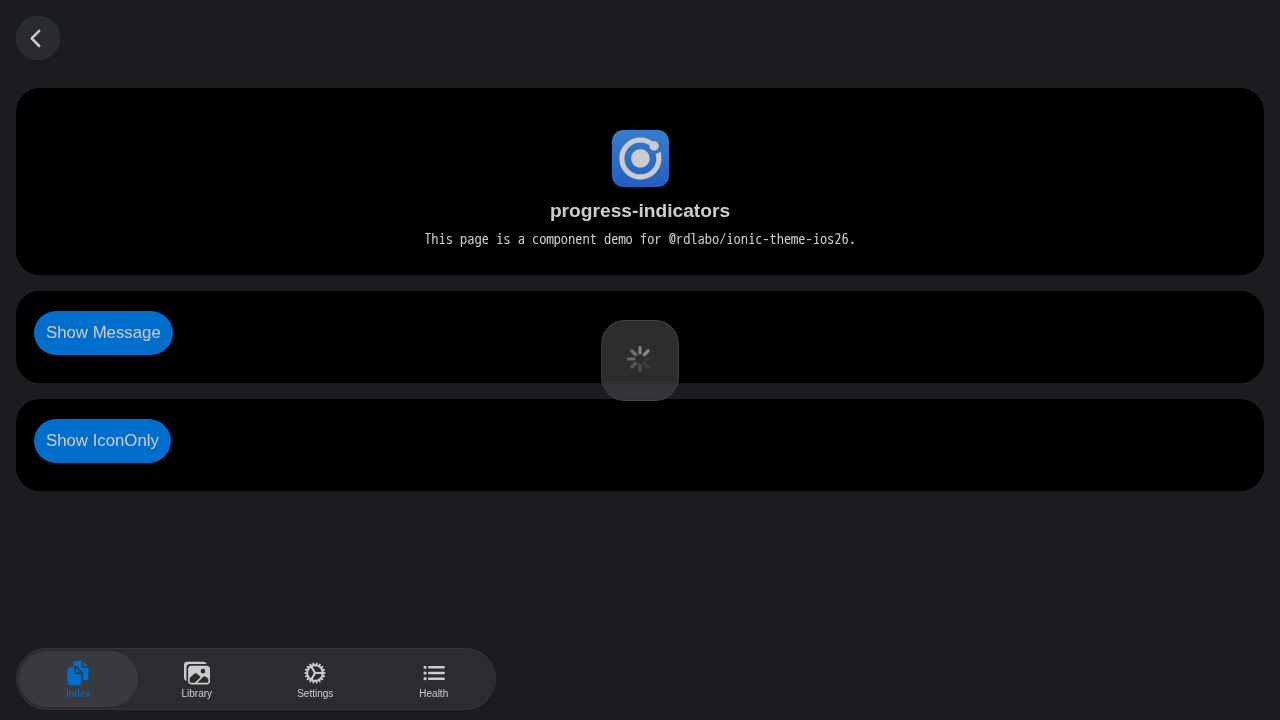 progress-indicators
This page is a component demo for @rdlabo/ionic-theme-ios26.
Show Message
Show IconOnly
Index
Library
Settings
Health